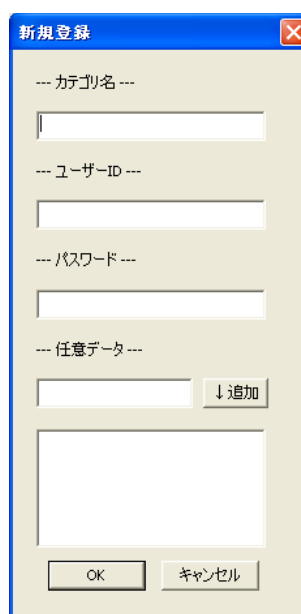 新規登録
--- カテゴリ名 ---
--- ユーザーID ---
--- パスワード ---
--- 任意データ ---
↓追加
OK
キャンセル